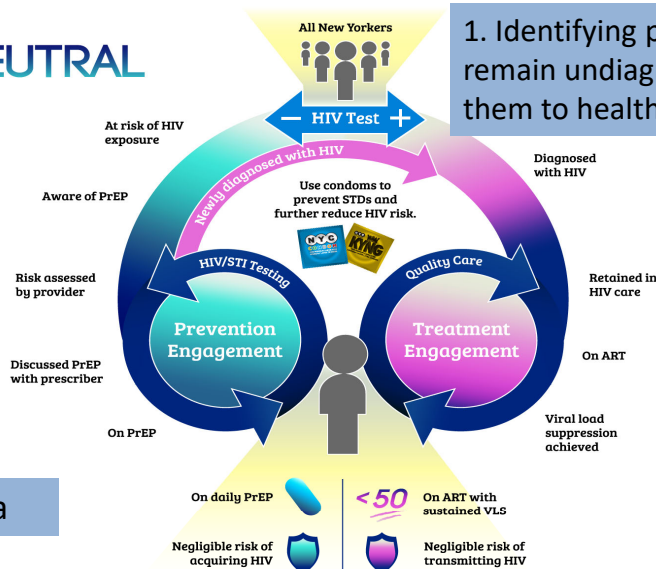 All New Yorkers
1. Identifying p
remain undiag
them to health
EUTRAL
− HIV Test +
At risk of HIV
exposure
Newly diagnosed with HIV
Diagnosed
with HIV
Use condoms to
prevent STDs and
further reduce HIV risk.
Aware of PrEP
NYC
KYNG
HIV/STI Testing
Quality Care
Risk assessed
by provider
Retained in
HIV care
Prevention
Engagement
Treatment
Engagement
Discussed PrEP
with prescriber
On ART
On PrEP
Viral load
suppression
achieved
a
On daily PrEP
<50
On ART with
sustained VLS
Negligible risk of
acquiring HIV
Negligible risk of
transmitting HIV